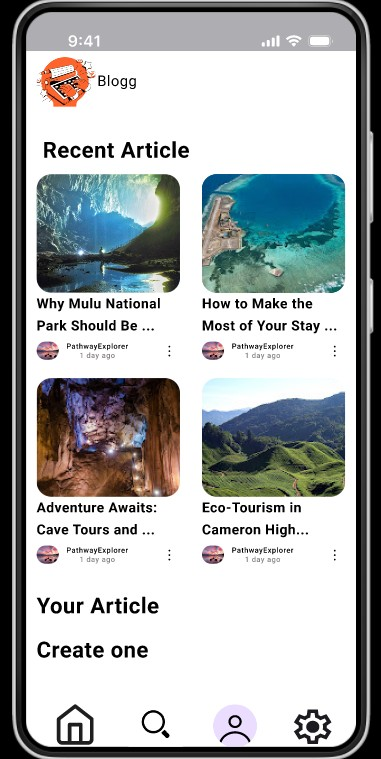 9:41
Blogg
Recent Article
Why Mulu National
Park Should Be ...
PathwayExplorer
1 day ago
How to Make the
Most of Your Stay ...
PathwayExplorer
1 day ago
Adventure Awaits:
Cave Tours and ...
PathwayExplorer
1 day ago
Eco-Tourism in
Cameron High...
PathwayExplorer
1 day ago
Your Article
Create one